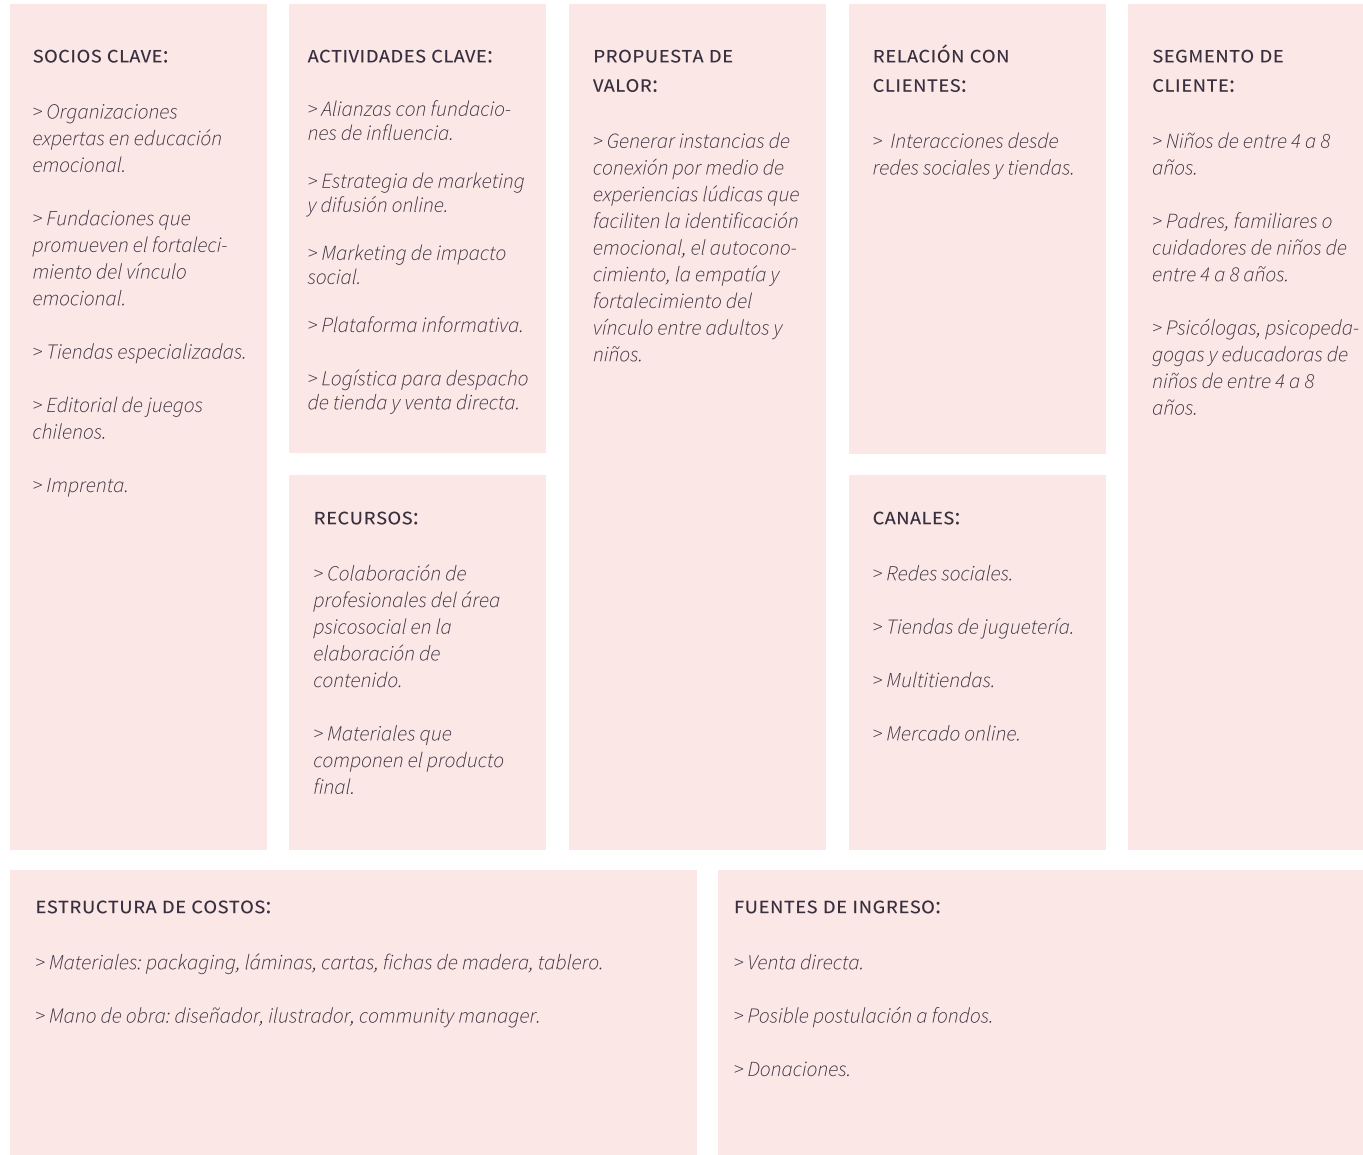 SOCIOS CLAVE:
> Organizaciones
expertas en educación
emocional.
> Fundaciones que
promueven el fortaleci-
miento del vínculo
emocional.
> Tiendas especializadas.
> Editorial de juegos
chilenos.
> Imprenta.
ACTIVIDADES CLAVE:
> Alianzas con fundacio-
nes de influencia.
> Estrategia de marketing
y difusión online.
> Marketing de impacto
social.
> Plataforma informativa.
> Logística para despacho
de tienda y venta directa.
RECURSOS:
> Colaboración de
profesionales del área
psicosocial en la
elaboración de
contenido.
> Materiales que
componen el producto
final.
PROPUESTA DE
VALOR:
> Generar instancias de
conexión por medio de
experiencias lúdicas que
faciliten la identificación
emocional, el autocono-
cimiento, la empatía y
fortalecimiento del
vínculo entre adultos y
niños.
RELACIÓN CON
CLIENTES:
> Interacciones desde
redes sociales y tiendas.
CANALES:
> Redes sociales.
> Tiendas de juguetería.
> Multitiendas.
> Mercado online.
SEGMENTO DE
CLIENTE:
> Niños de entre 4 a 8
años.
> Padres, familiares o
cuidadores de niños de
entre 4 a 8 años.
> Psicólogas, psicopeda-
gogas y educadoras de
niños de entre 4 a 8
años.
ESTRUCTURA DE COSTOS:
> Materiales: packaging, láminas, cartas, fichas de madera, tablero.
> Mano de obra: diseñador, ilustrador, community manager.
FUENTES DE INGRESO:
> Venta directa.
> Posible postulación a fondos.
> Donaciones.